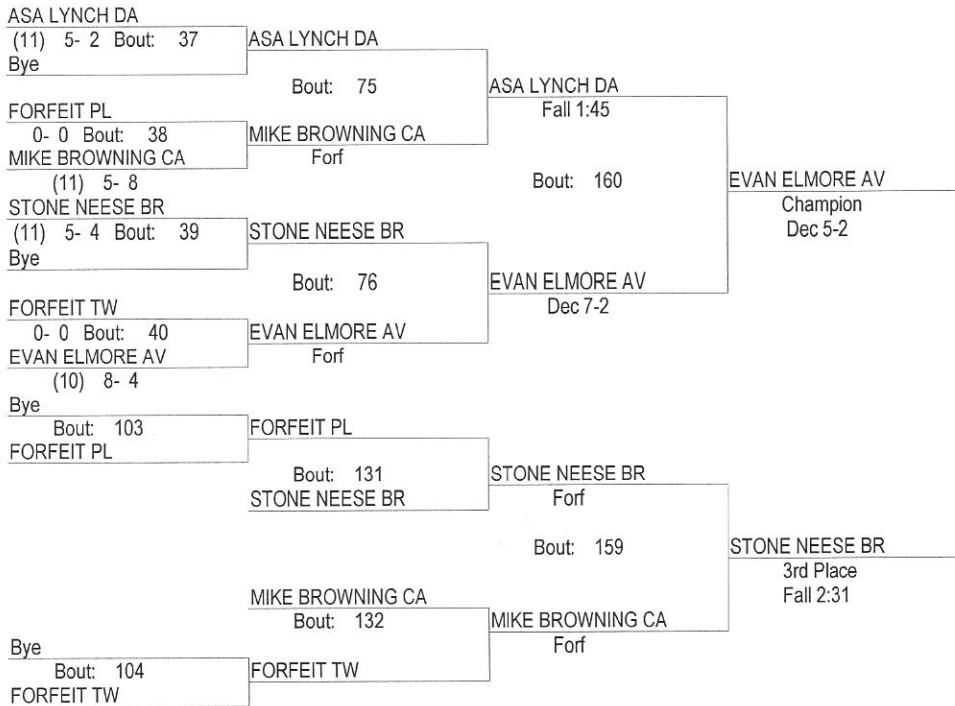 ASA LYNCH DA
(11) 5- 2 Bout: 37
Bye
ASA LYNCH DA
Bout: 75
FORFEIT PL
0- 0 Bout: 38
MIKE BROWNING CA
(11) 5- 8
MIKE BROWNING CA
Forf
ASA LYNCH DA
Fall 1:45
Bout: 160
STONE NEESE BR
(11) 5- 4 Bout: 39
Bye
STONE NEESE BR
Bout: 76
FORFEIT TW
0- 0 Bout: 40
EVAN ELMORE AV
(10) 8- 4
EVAN ELMORE AV
Forf
EVAN ELMORE AV
Dec 7-2
EVAN ELMORE AV
Champion
Dec 5-2
Bye
Bout: 103
FORFEIT PL
FORFEIT PL
Bout: 131
STONE NEESE BR
STONE NEESE BR
Forf
Bout: 159
MIKE BROWNING CA
Bout: 132
Bye
Bout: 104
FORFEIT TW
FORFEIT TW
MIKE BROWNING CA
Forf
STONE NEESE BR
3rd Place
Fall 2:31